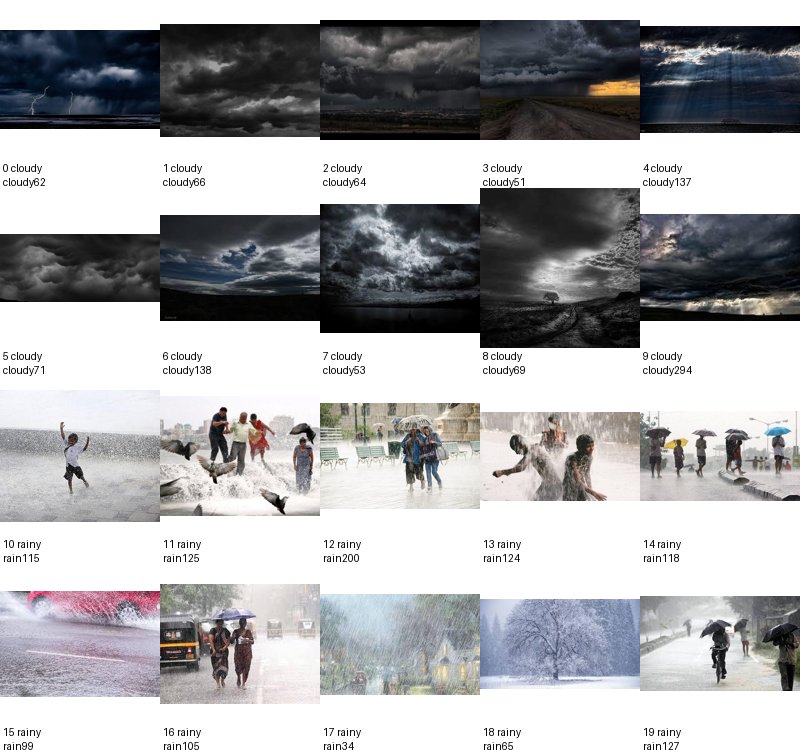 0 cloudy
cloudy62
1 cloudy
cloudy66
2 cloudy
cloudy64
3 cloudy
cloudy51
4 cloudy
cloudy137
5 cloudy
cloudy71
6 cloudy
cloudy138
7 cloudy
cloudy53
8 cloudy
cloudy69
9 cloudy
cloudy294
10 rainy
rain115
11 rainy
rain125
12 rainy
rain200
13 rainy
rain124
14 rainy
rain118
15 rainy
rain99
16 rainy
rain105
17 rainy
rain34
18 rainy
rain65
19 rainy
rain127